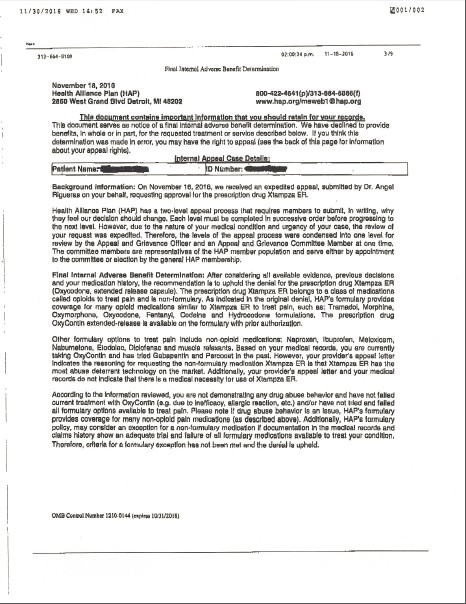 11/30/2016 WED 14:52 FAX 001/002
313-664-8109 02:00:34 p.m. 11-18-2016 3/9
Final Internal Adverse Benefit Determination
November 18, 2016
Health Alliance Plan (HAP) 800-422-4641(p)/313-664-5866(f)
2850 West Grand Blvd Detroit, MI 48202 www.hap.org/msweb1@hap.org
This document contains important information that you should retain for your records.
This document serves as notice of a final internal adverse benefit determination. We have declined to provide
benefits, in whole or in part, for the requested treatment or service described below. If you think this
determination was made in error, you may have the right to appeal (see the back of this page for information
about your appeal rights).
Internal Appeal Case Details:
Patient Name: ID Number:
Background Information: On November 16, 2016, we received an expedited appeal, submitted by Dr. Angel
Rigueras on your behalf, requesting approval for the prescription drug Xtampza ER.
Health Alliance Plan (HAP) has a two-level appeal process that requires members to submit, in writing, why
they feel our decision should change. Each level must be completed in successive order before progressing to
the next level. However, due to the nature of your medical condition and urgency of your case, the review of
your request was expedited. Therefore, the levels of the appeal process were condensed into one level for
review by the Appeal and Grievance Officer and an Appeal and Grievance Committee Member at one time.
The committee members are representatives of the HAP member population and serve either by appointment
to the committee or election by the general HAP membership.
Final Internal Adverse Benefit Determination: After considering all available evidence, previous decisions
and your medication history, the recommendation is to uphold the denial for the prescription drug Xtampza ER
(Oxycodone, extended release capsule). The prescription drug Xtampza ER belongs to a class of medications
called opioids to treat pain and is non-formulary. As indicated in the original denial, HAP's formulary provides
coverage for many opioid medications similar to Xtampza ER to treat pain, such as: Tramadol, Morphine,
Oxymorphone, Oxycodone, Fentanyl, Codeine and Hydrocodone formulations. The prescription drug
OxyContin extended-release is available on the formulary with prior authorization.
Other formulary options to treat pain include non-opioid medications: Naproxen, Ibuprofen, Meloxicam,
Nabumetone, Etodolac, Diclofenac and muscle relaxants. Based on your medical records, you are currently
taking OxyContin and has tried Gabapentin and Percocet in the past. However, your provider's appeal letter
indicates the reasoning for requesting the non-formulary medication Xtampza ER is that Xtampza ER has the
most abuse deterrent technology on the market. Additionally, your provider's appeal letter and your medical
records do not indicate that there is a medical necessity for use of Xtampza ER.
According to the information reviewed, you are not demonstrating any drug abuse behavior and have not failed
current treatment with OxyContin (e.g. due to inefficacy, allergic reaction, etc.) and/or have not tried and failed
all formulary options available to treat pain. Please note if drug abuse behavior is an issue, HAP's formulary
provides coverage for many non-opioid pain medications (as described above). Additionally, HAP's formulary
policy, may consider an exception for a non-formulary medication if documentation in the medical records and
claims history show an adequate trial and failure of all formulary medications available to treat your condition.
Therefore, criteria for a formulary exception has not been met and the denial is upheld.
OMB Control Number 1210-0144 (expires 10/31/2018)